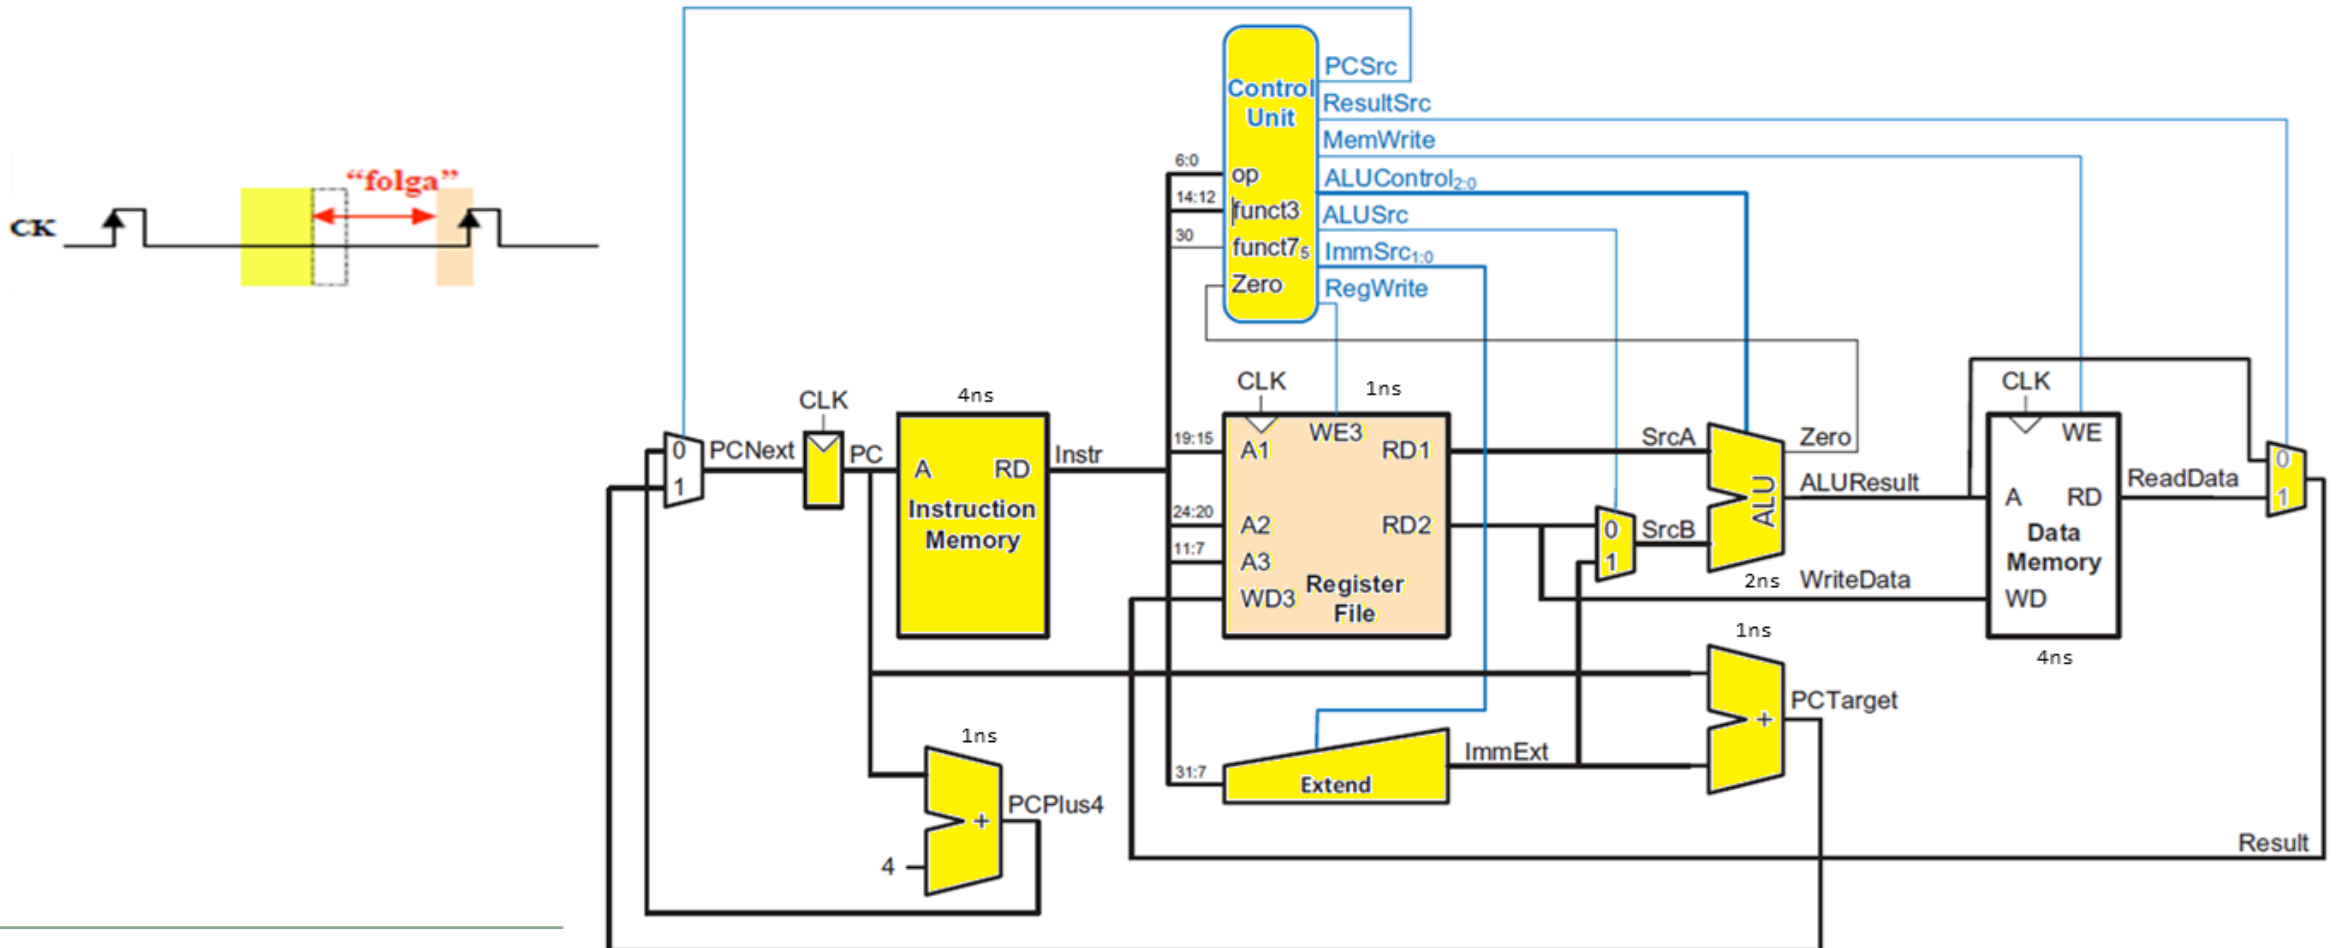 “folga”
CK
Control
Unit
op
funct3
funct7₅
Zero
PCSrc
ResultSrc
MemWrite
ALUControl₂:₀
ALUSrc
ImmSrc₁:₀
RegWrite
6:0
14:12
30
PCNext
0
1
CLK
PC
4ns
A
RD
Instruction
Memory
Instr
19:15
24:20
11:7
31:7
CLK
1ns
WE3
A1
RD1
A2
RD2
A3
WD3
Register
File
SrcA
0
1
SrcB
ALU
2ns
Zero
ALUResult
WriteData
CLK
WE
A
RD
Data
Memory
WD
4ns
ReadData
0
1
1ns
+
PCTarget
Extend
ImmExt
1ns
+
4
PCPlus4
Result